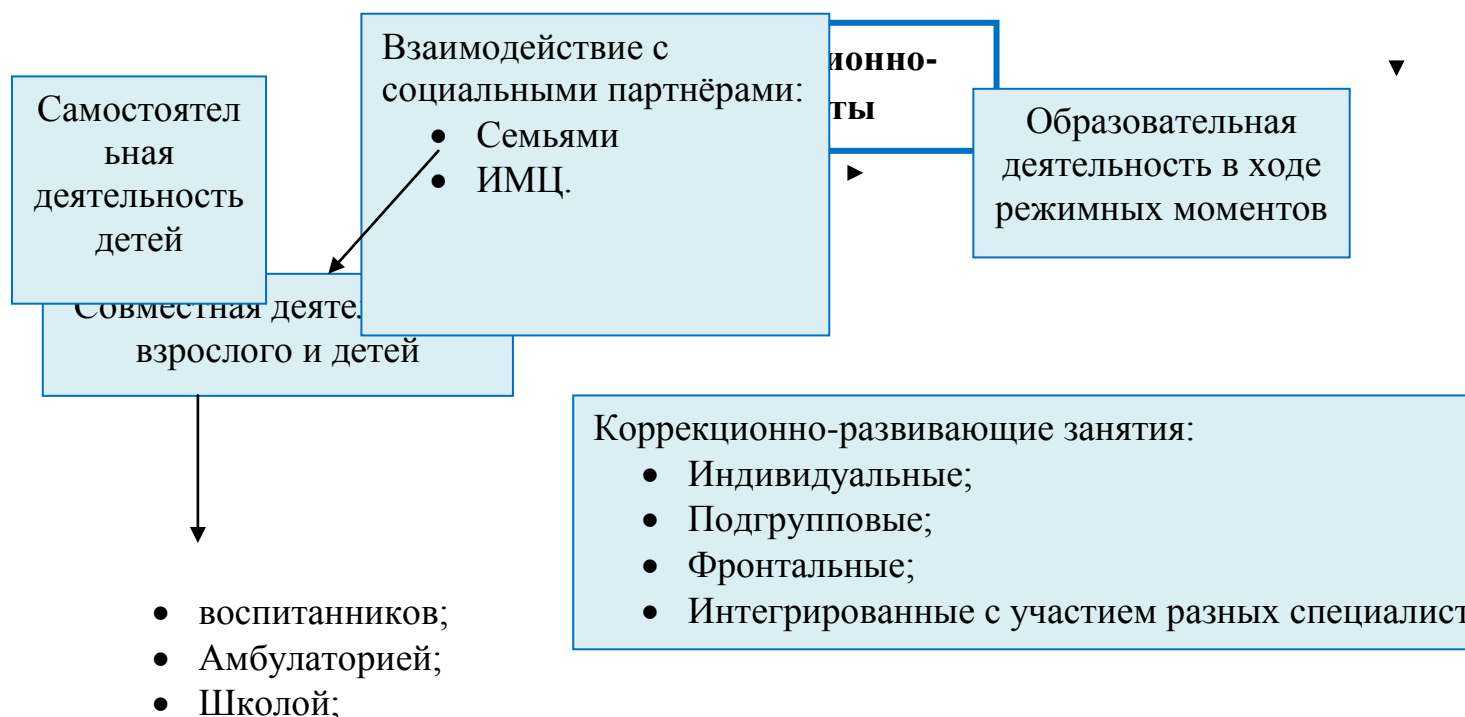 Взаимодействие с
социальными партнёрами:
• Семьями
• ИМЦ.
ионно-
ты
Самостоятел
ьная
деятельность
детей
Образовательная
деятельность в ходе
режимных моментов
Совместная деятел
взрослого и детей
Коррекционно-развивающие занятия:
• Индивидуальные;
• Подгрупповые;
• Фронтальные;
• Интегрированные с участием разных специалист
• воспитанников;
• Амбулаторией;
• Школой;